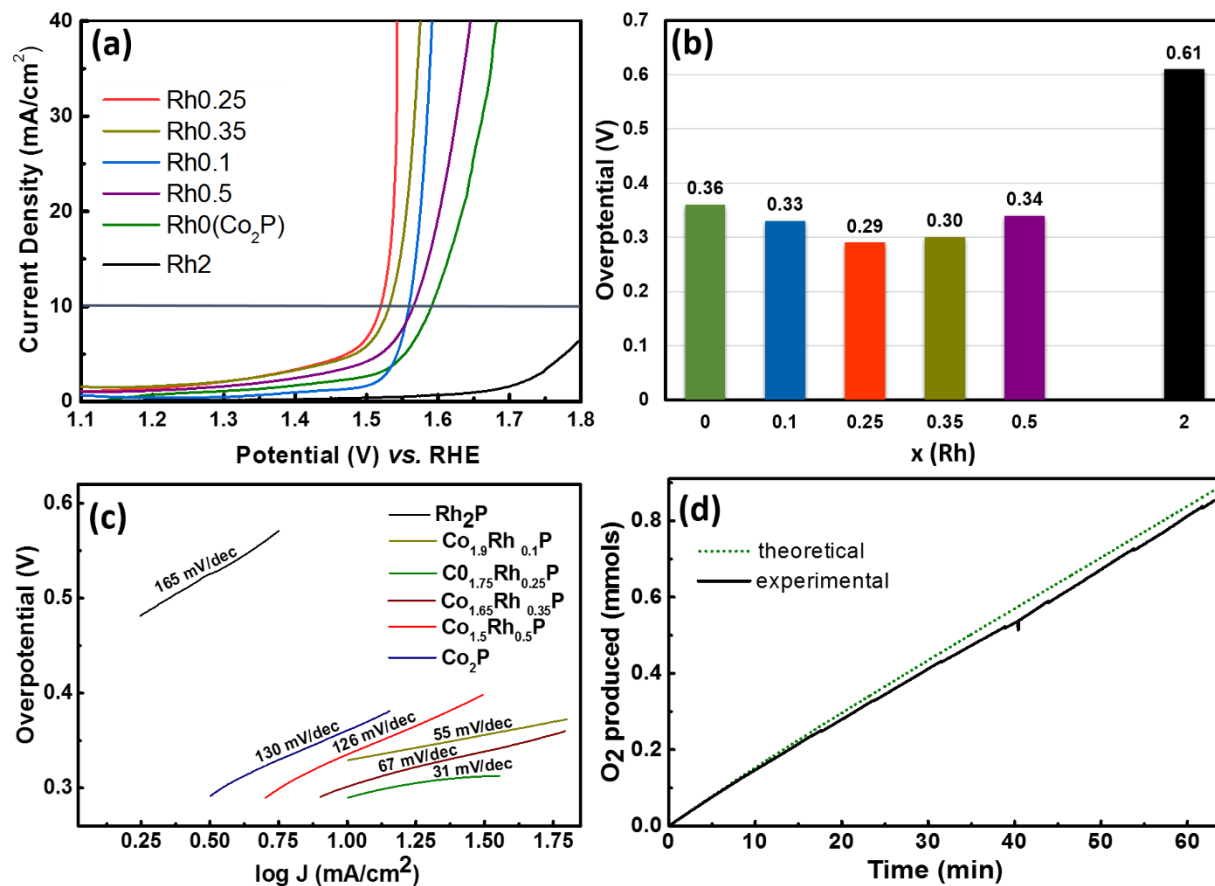 (a)
40
30
20
10
0
Current Density (mA/cm²)
Rh0.25
Rh0.35
Rh0.1
Rh0.5
Rh0(Co₂P)
Rh2
1.1 1.2 1.3 1.4 1.5 1.6 1.7 1.8
Potential (V) vs. RHE
(b)
0.7
0.6
0.5
0.4
0.3
0.2
0.1
0
Overptential (V)
0.36 0.33 0.29 0.30 0.34 0.61
0 0.1 0.25 0.35 0.5 2
x (Rh)
(c)
0.6
0.5
0.4
0.3
Overpotential (V)
Rh₂P
Co₁.₉Rh ₀.₁P
C0₁.₇₅Rh₀.₂₅P
Co₁.₆₅Rh ₀.₃₅P
Co₁.₅Rh₀.₅P
Co₂P
165 mV/dec
130 mV/dec
126 mV/dec
55 mV/dec
67 mV/dec
31 mV/dec
0.25 0.50 0.75 1.00 1.25 1.50 1.75
log J (mA/cm²)
(d)
0.8
0.6
0.4
0.2
0.0
O2 produced (mmols)
theoretical
experimental
0 10 20 30 40 50 60
Time (min)